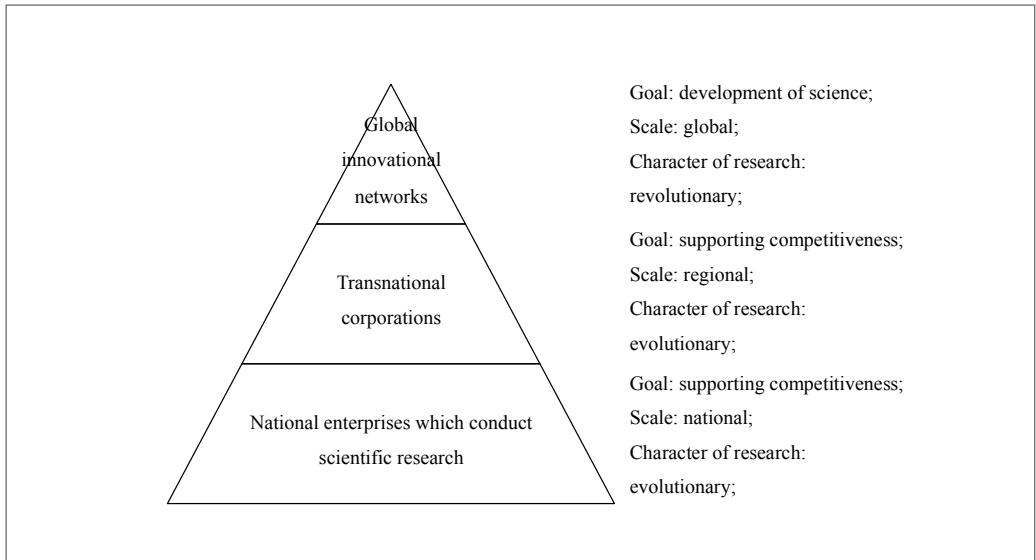 Global
innovational
networks
Goal: development of science;
Scale: global;
Character of research:
revolutionary;
Transnational
corporations
Goal: supporting competitiveness;
Scale: regional;
Character of research:
evolutionary;
National enterprises which conduct
scientific research
Goal: supporting competitiveness;
Scale: national;
Character of research:
evolutionary;